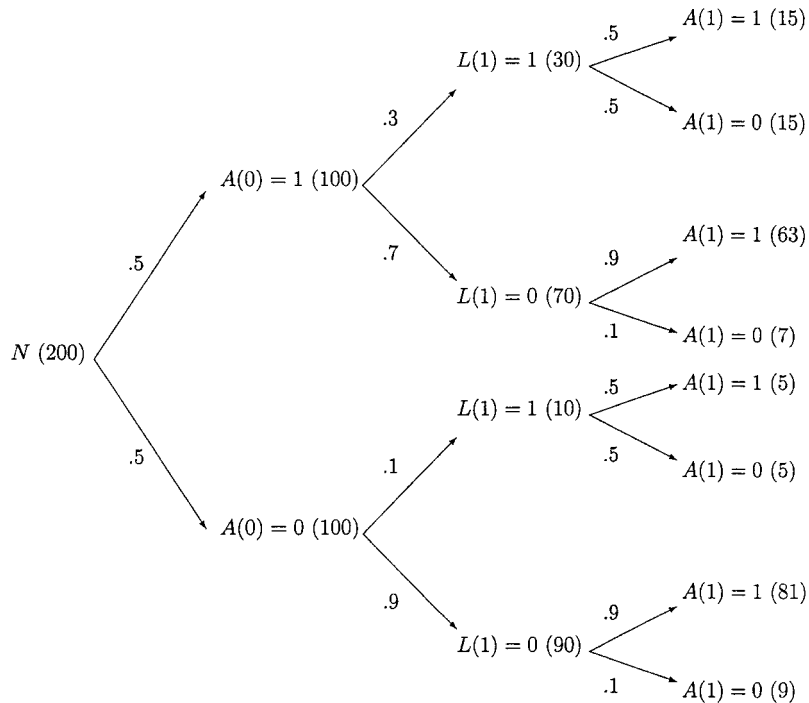 .5
A(1) = 1 (15)
L(1) = 1 (30)
.5
A(1) = 0 (15)
.3
A(0) = 1 (100)
A(1) = 1 (63)
.9
.5
.7
L(1) = 0 (70)
.1
A(1) = 0 (7)
N (200)
.5
A(1) = 1 (5)
L(1) = 1 (10)
.5
A(1) = 0 (5)
.5
.1
A(0) = 0 (100)
A(1) = 1 (81)
.9
.9
L(1) = 0 (90)
.1
A(1) = 0 (9)